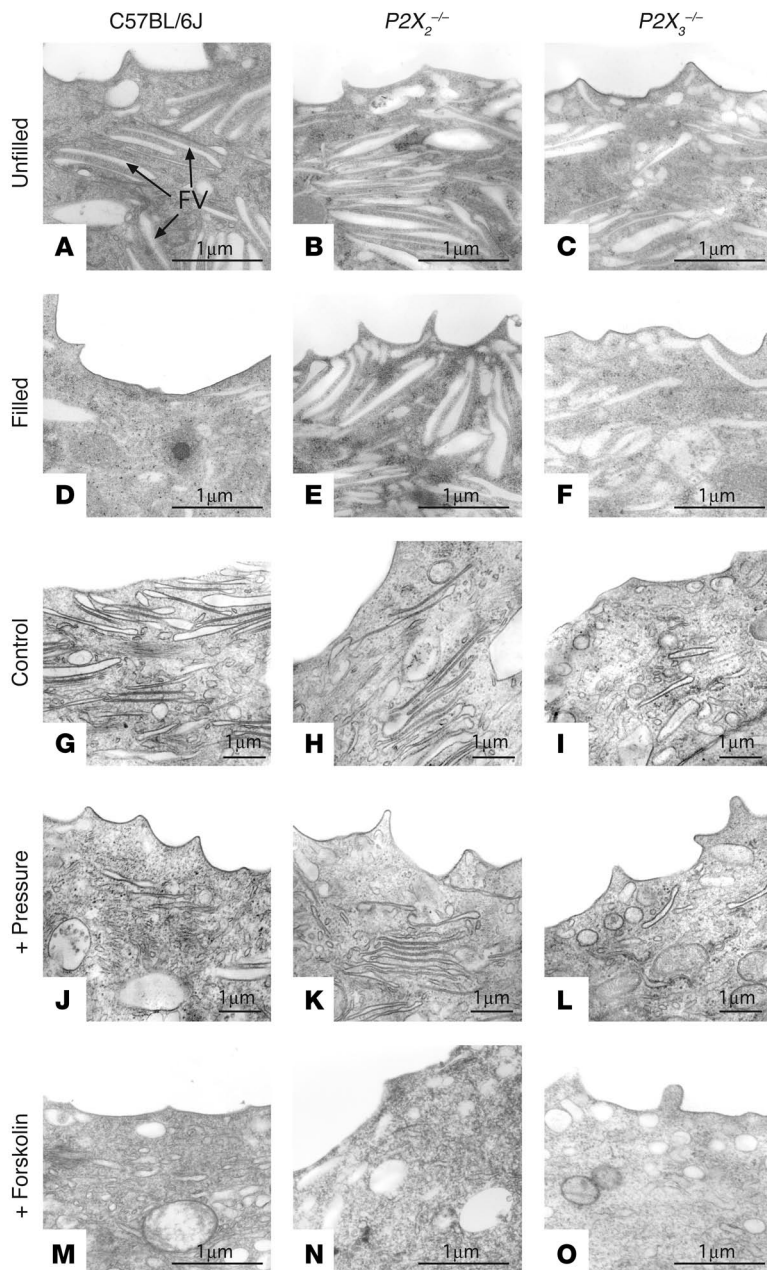 C57BL/6J P2X₂⁻/⁻ P2X₃⁻/⁻
Unfilled
FV
A 1μm B 1μm C 1μm
Filled
D 1μm E 1μm F 1μm
Control
G 1μm H 1μm I 1μm
+ Pressure
J 1μm K 1μm L 1μm
+ Forskolin
M 1μm N 1μm O 1μm